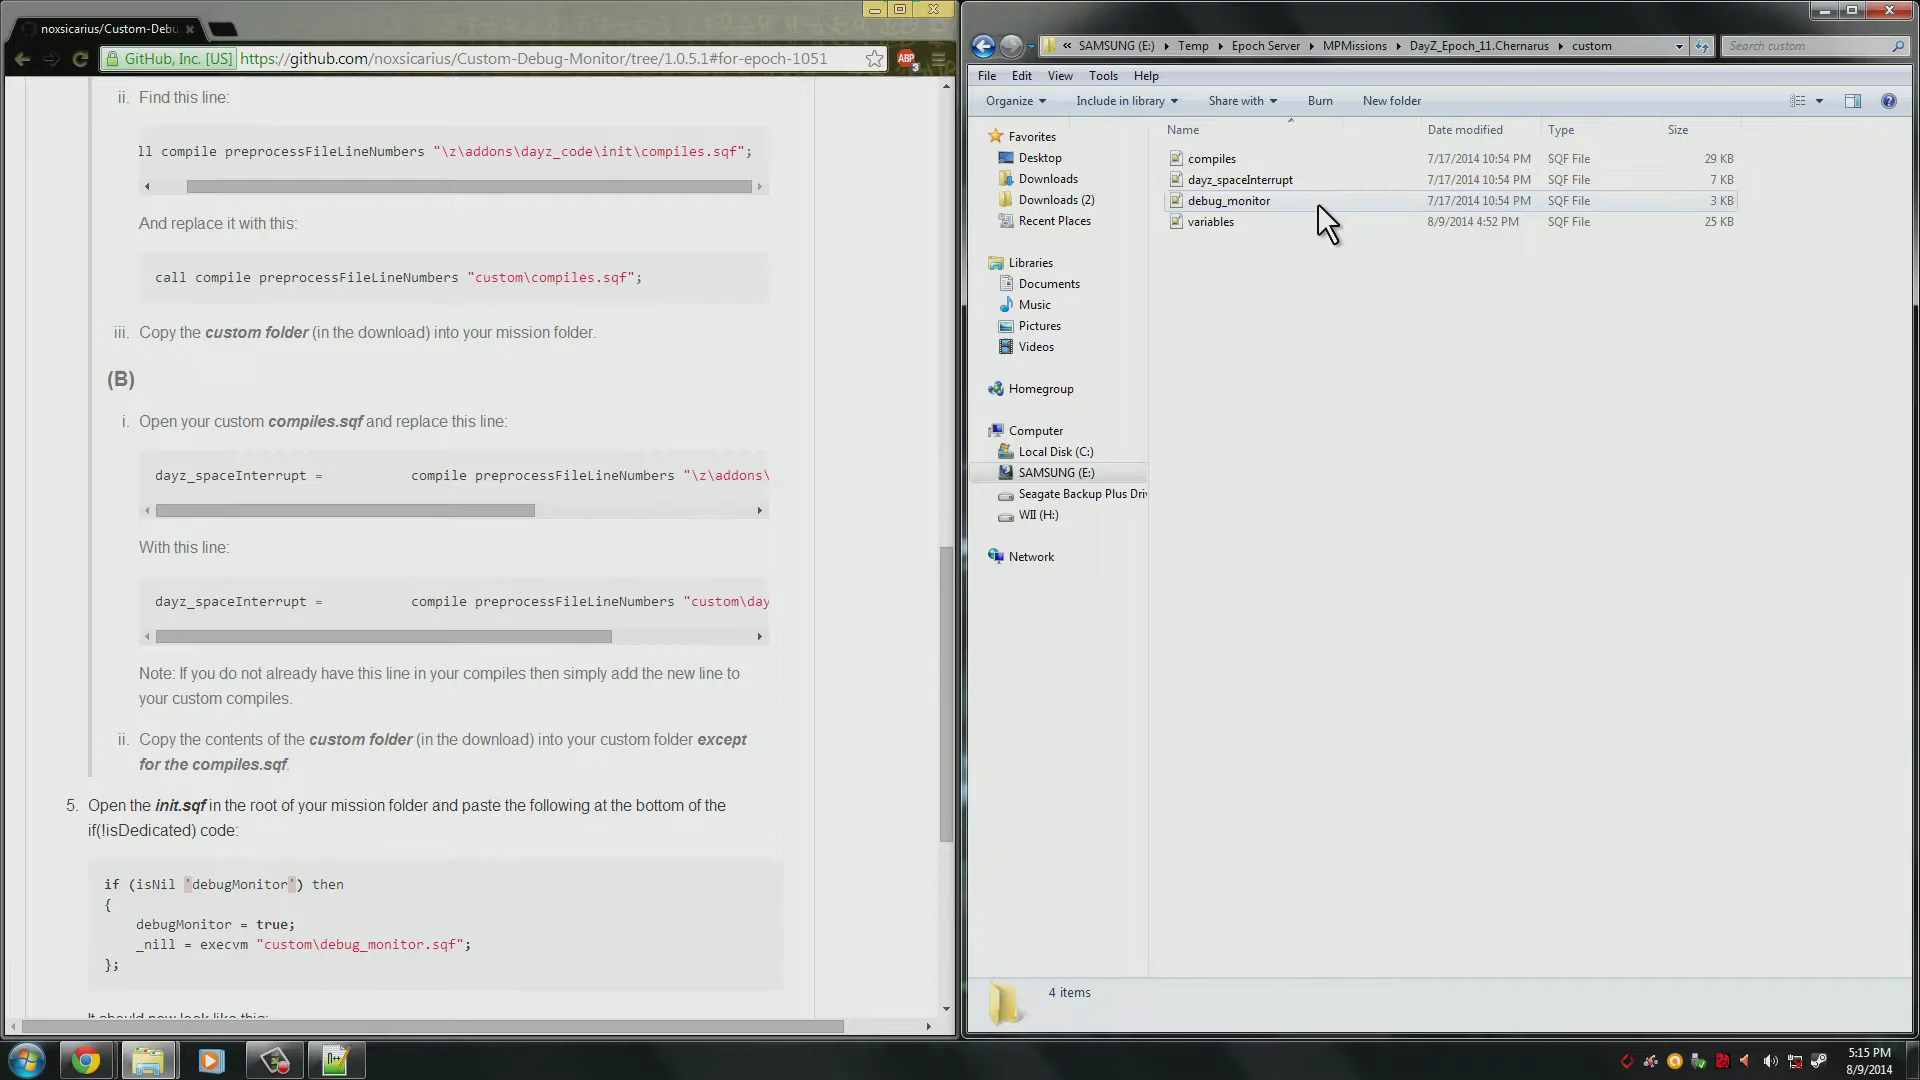 noxsicarius/Custom-Debu
GitHub, Inc. [US] https://github.com/noxsicarius/Custom-Debug-Monitor/tree/1.0.5.1#for-epoch-1051
ABP
3
ii. Find this line:
ll compile preprocessFileLineNumbers "\z\addons\dayz_code\init\compiles.sqf";
And replace it with this:
call compile preprocessFileLineNumbers "custom\compiles.sqf";
iii. Copy the custom folder (in the download) into your mission folder.
(B)
i. Open your custom compiles.sqf and replace this line:
dayz_spaceInterrupt = compile preprocessFileLineNumbers "\z\addons\
With this line:
dayz_spaceInterrupt = compile preprocessFileLineNumbers "custom\day
Note: If you do not already have this line in your compiles then simply add the new line to
your custom compiles.
ii. Copy the contents of the custom folder (in the download) into your custom folder except
for the compiles.sqf.
5. Open the init.sqf in the root of your mission folder and paste the following at the bottom of the
if(!isDedicated) code:
if (isNil 'debugMonitor') then
{
debugMonitor = true;
_nill = execvm "custom\debug_monitor.sqf";
};
It should now look like this:
« SAMSUNG (E:) Temp Epoch Server MPMissions DayZ_Epoch_11.Chernarus custom
Search custom
File Edit View Tools Help
Organize Include in library Share with Burn New folder
Favorites
Desktop
Downloads
Downloads (2)
Recent Places
Libraries
Documents
Music
Pictures
Videos
Homegroup
Computer
Local Disk (C:)
SAMSUNG (E:)
Seagate Backup Plus Dri
WII (H:)
Network
Name Date modified Type Size
compiles 7/17/2014 10:54 PM SQF File 29 KB
dayz_spaceInterrupt 7/17/2014 10:54 PM SQF File 7 KB
debug_monitor 7/17/2014 10:54 PM SQF File 3 KB
variables 8/9/2014 4:52 PM SQF File 25 KB
4 items
5:15 PM
8/9/2014